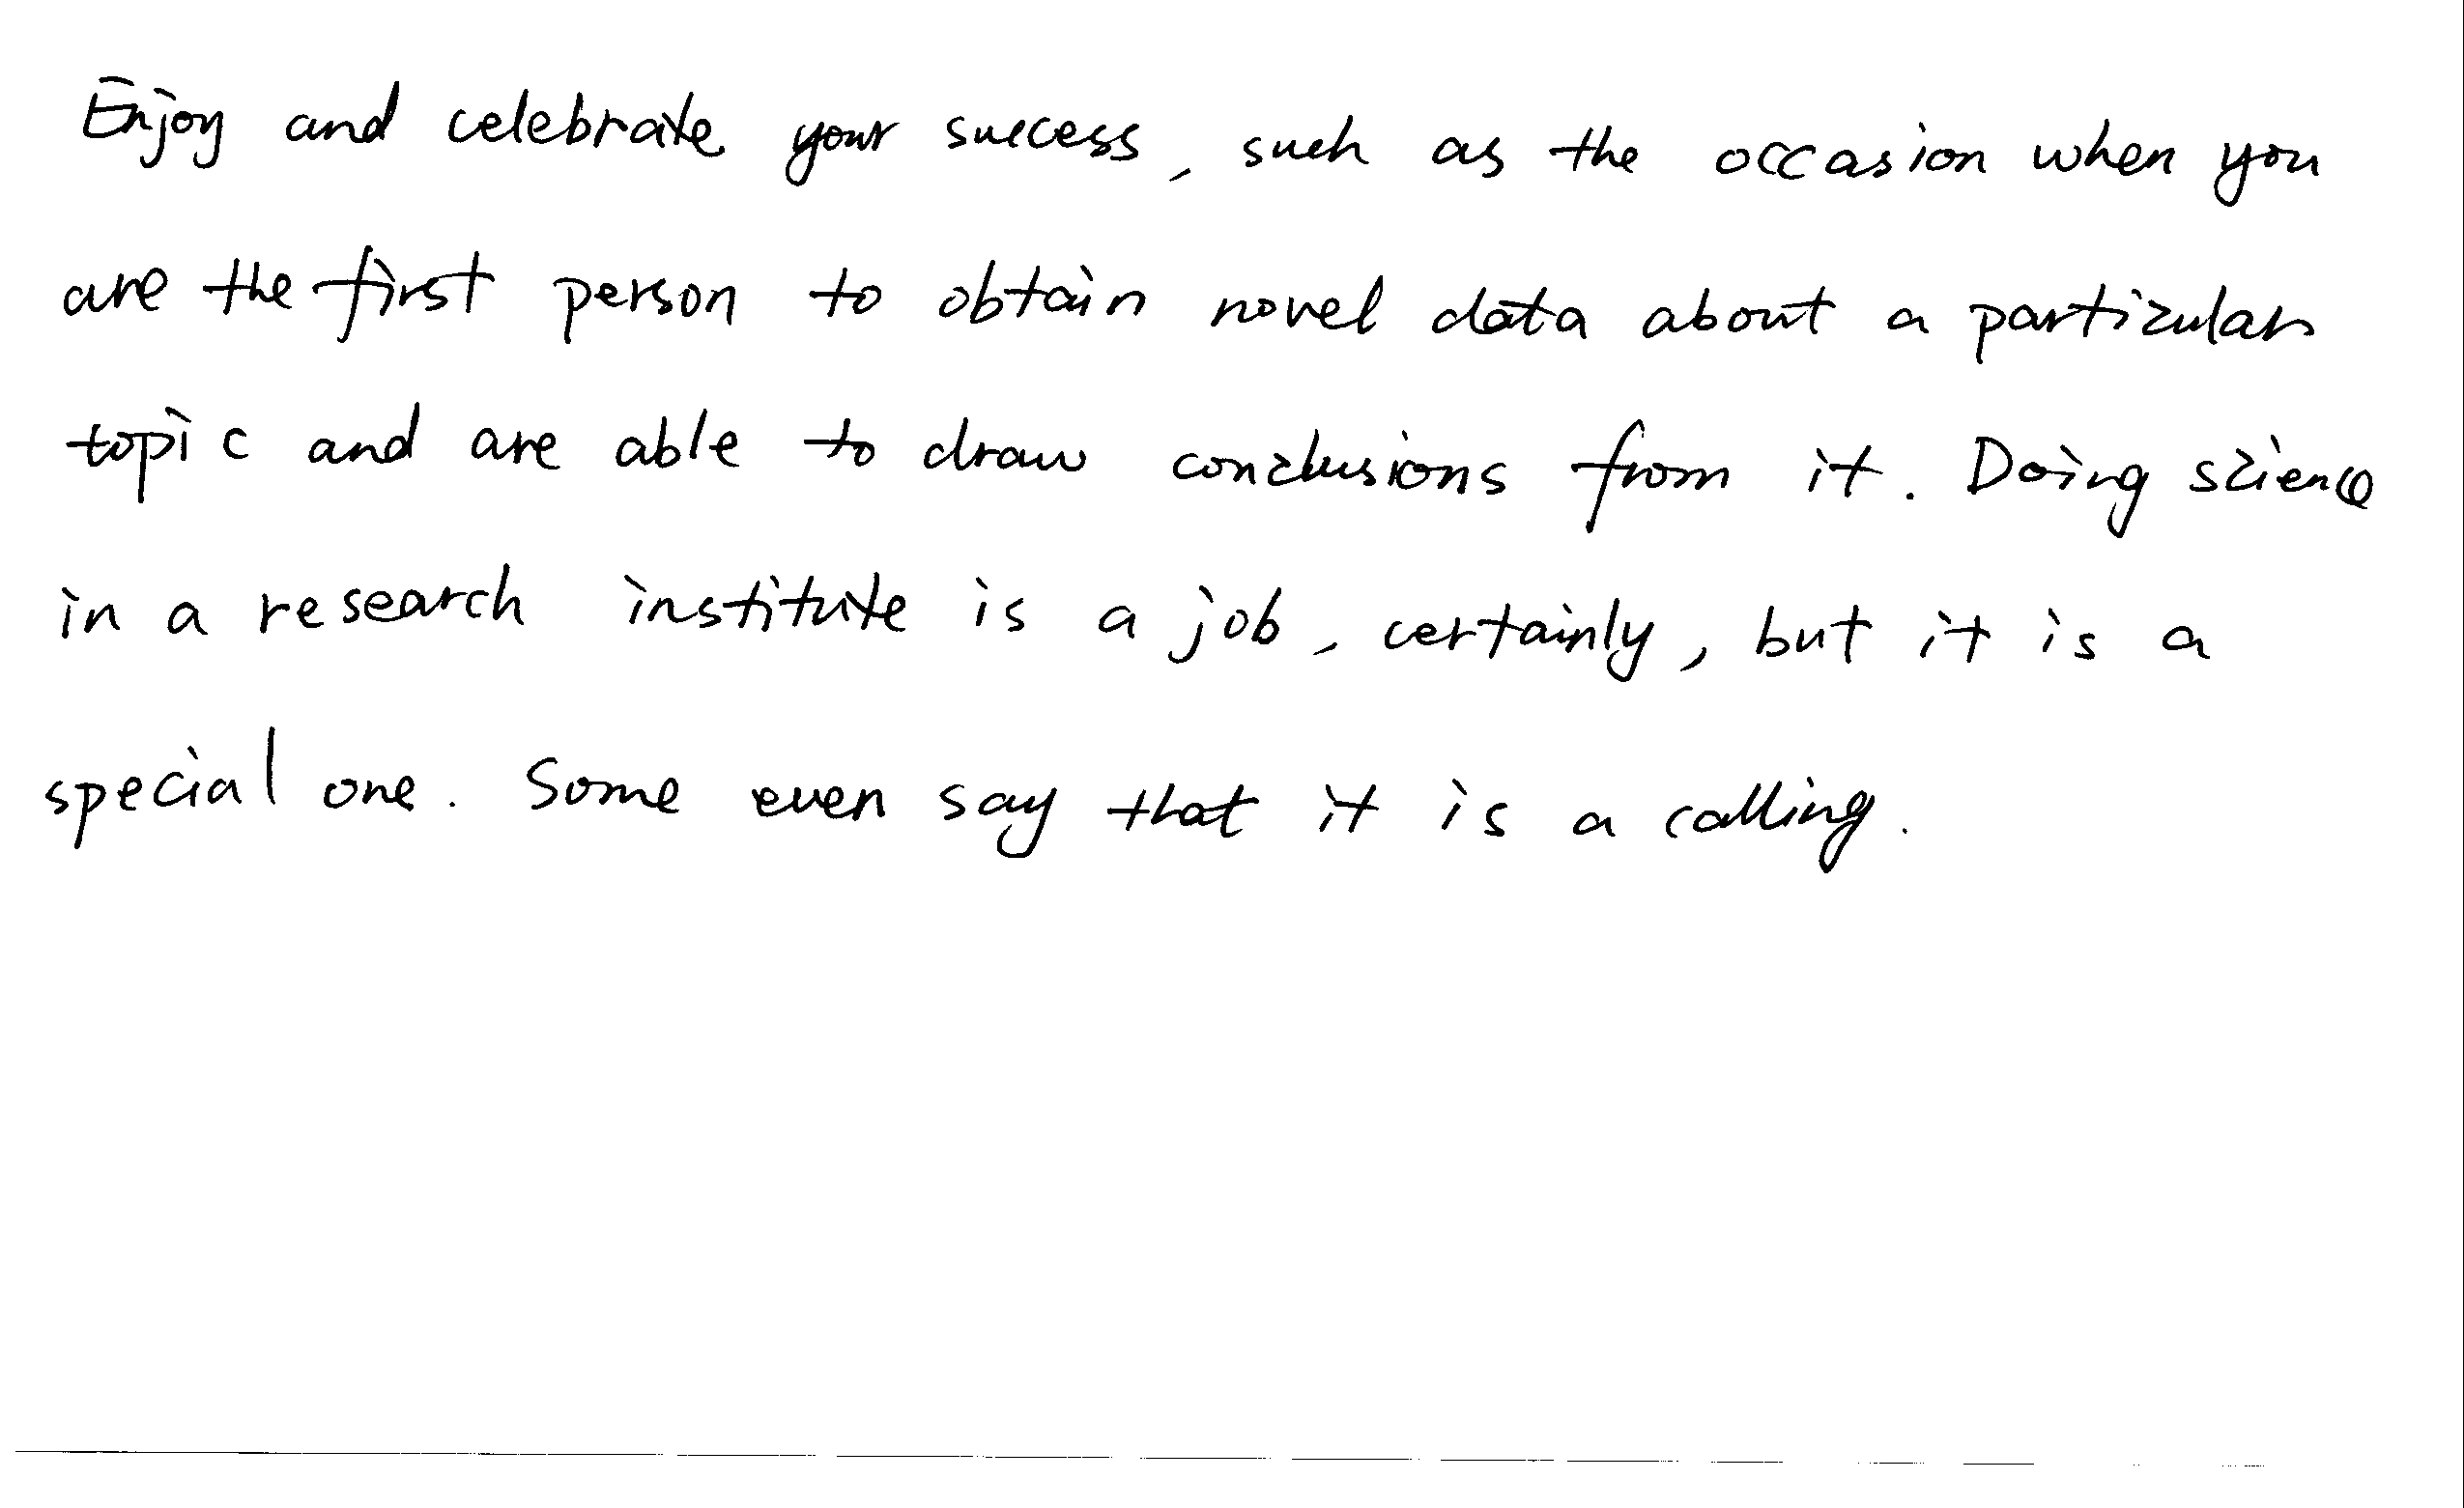 Enjoy and celebrate your success, such as the occasion when you
are the first person to obtain novel data about a particular
topic and are able to draw conclusions from it. Doing science
in a research institute is a job, certainly, but it is a
special one. Some even say that it is a calling.